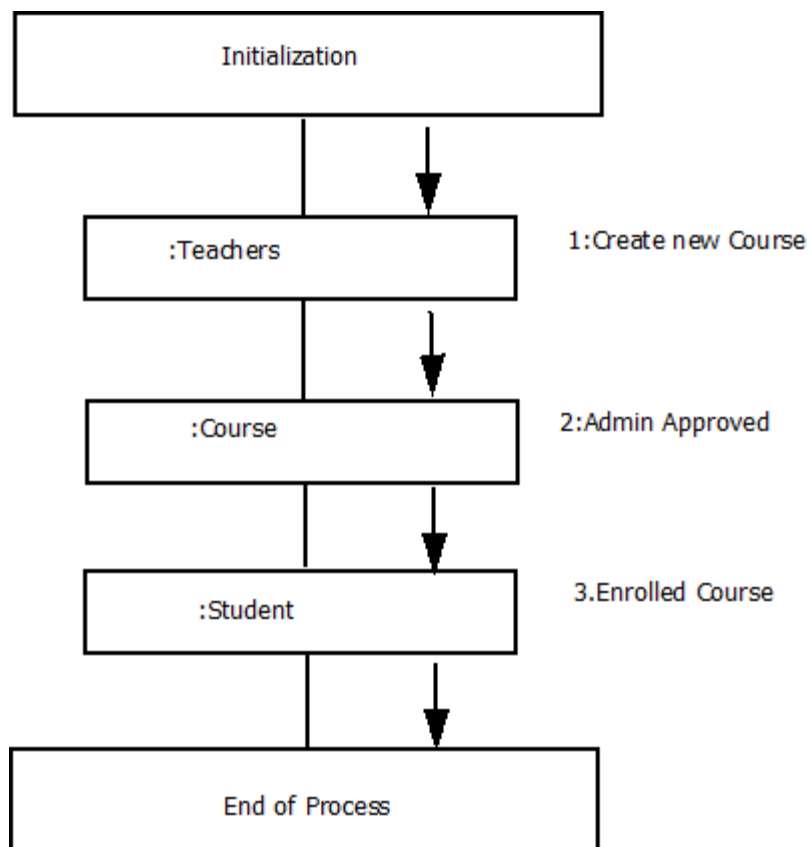 Initialization
:Teachers
1:Create new Course
:Course
2:Admin Approved
:Student
3.Enrolled Course
End of Process